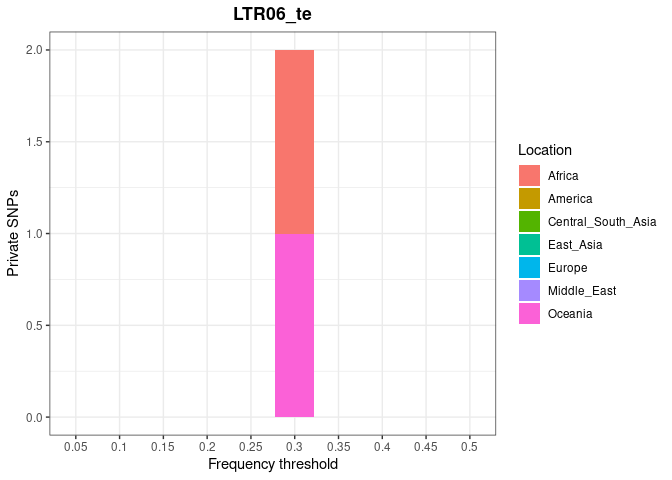 LTR06_te
Private SNPs
2.0
1.5
1.0
0.5
0.0
0.05 0.1 0.15 0.2 0.25 0.3 0.35 0.4 0.45 0.5
Frequency threshold
Location
Africa
America
Central_South_Asia
East_Asia
Europe
Middle_East
Oceania